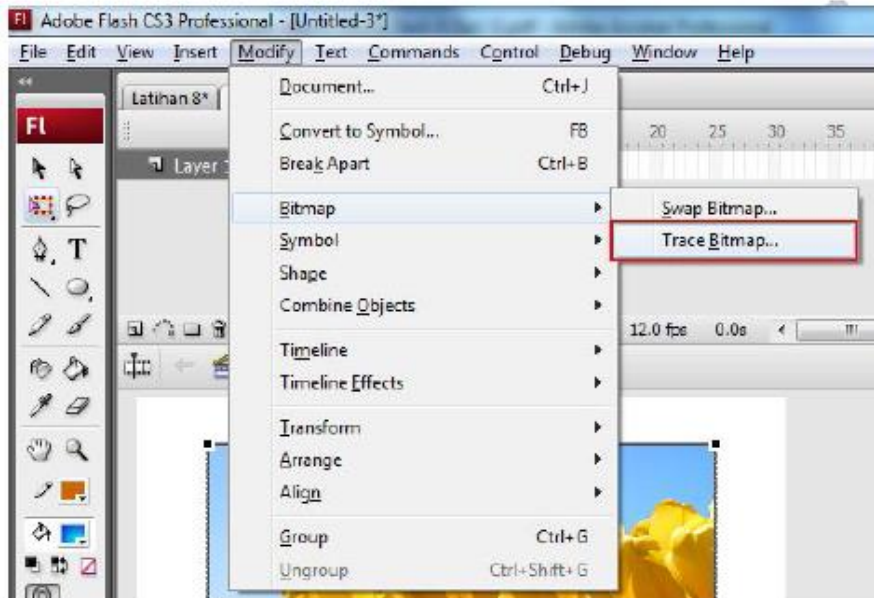 Fl Adobe Flash CS3 Professional - [Untitled-3*]
File Edit View Insert Modify Text Commands Control Debug Window Help
Latihan 8*
Document... Ctrl+J
Fl
Convert to Symbol... F8
20 25 30 35
Layer
Break Apart Ctrl+B
Bitmap
Swap Bitmap...
Symbol
Trace Bitmap...
T
Shape
Combine Objects
12.0 fps 0.0s
Timeline
Timeline Effects
Transform
Arrange
Align
Group Ctrl+G
Ungroup Ctrl+Shift+G